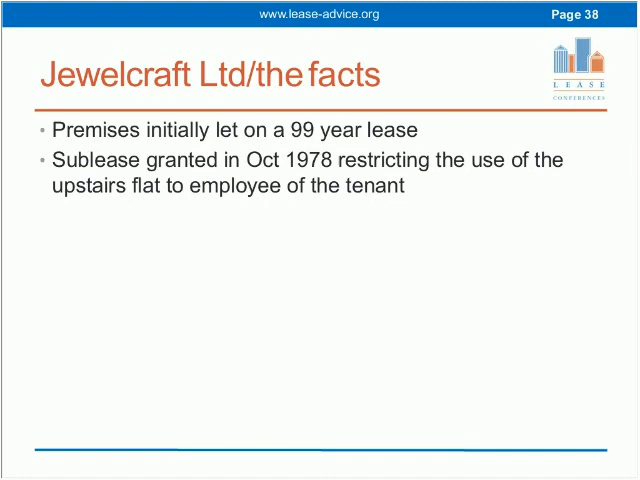 www.lease-advice.org
Page 38
Jewelcraft Ltd/the facts
LEASE
CONFERENCES
• Premises initially let on a 99 year lease
• Sublease granted in Oct 1978 restricting the use of the
upstairs flat to employee of the tenant